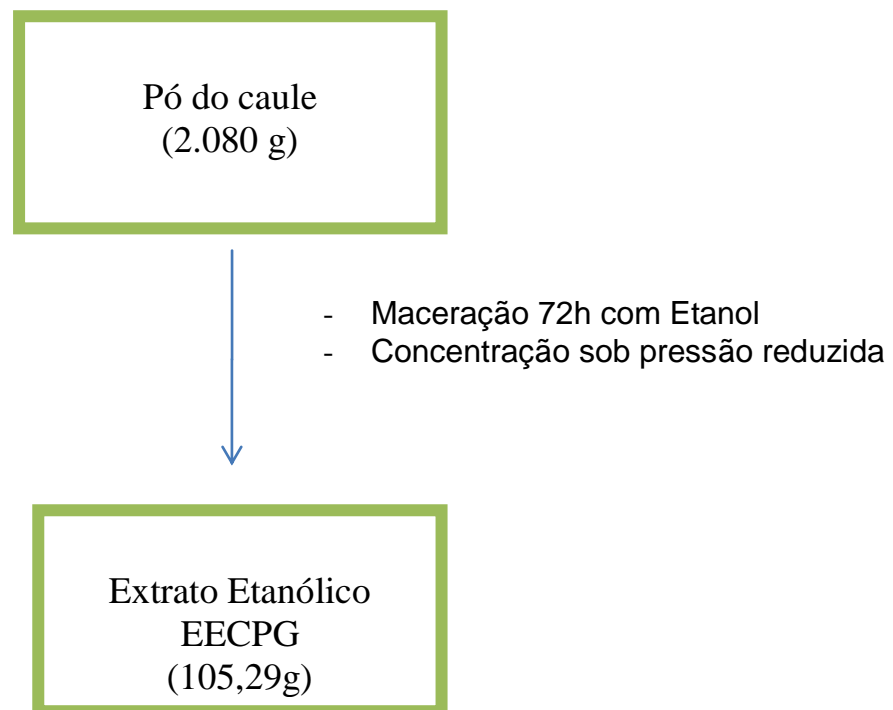 Pó do caule
(2.080 g)
- Maceração 72h com Etanol
- Concentração sob pressão reduzida
Extrato Etanólico
EECPG
(105,29g)